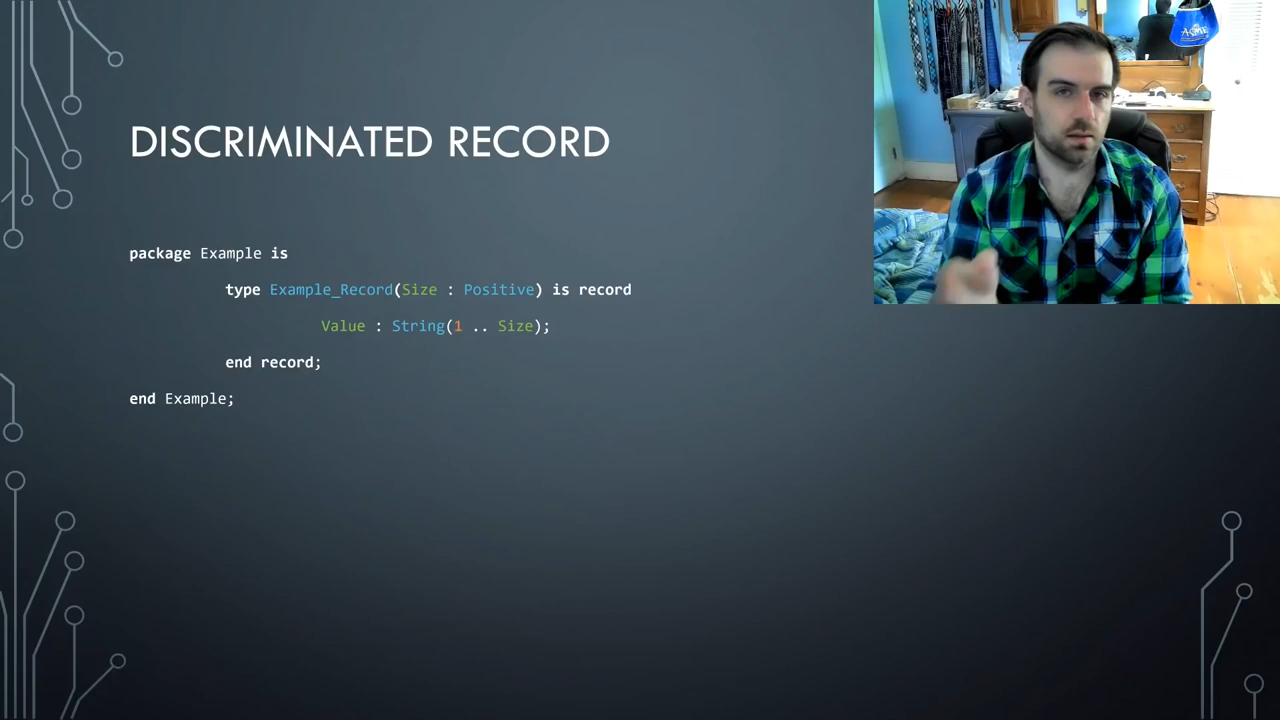 DISCRIMINATED RECORD
package Example is
type Example_Record(Size : Positive) is record
Value : String(1 .. Size);
end record;
end Example;
ACME